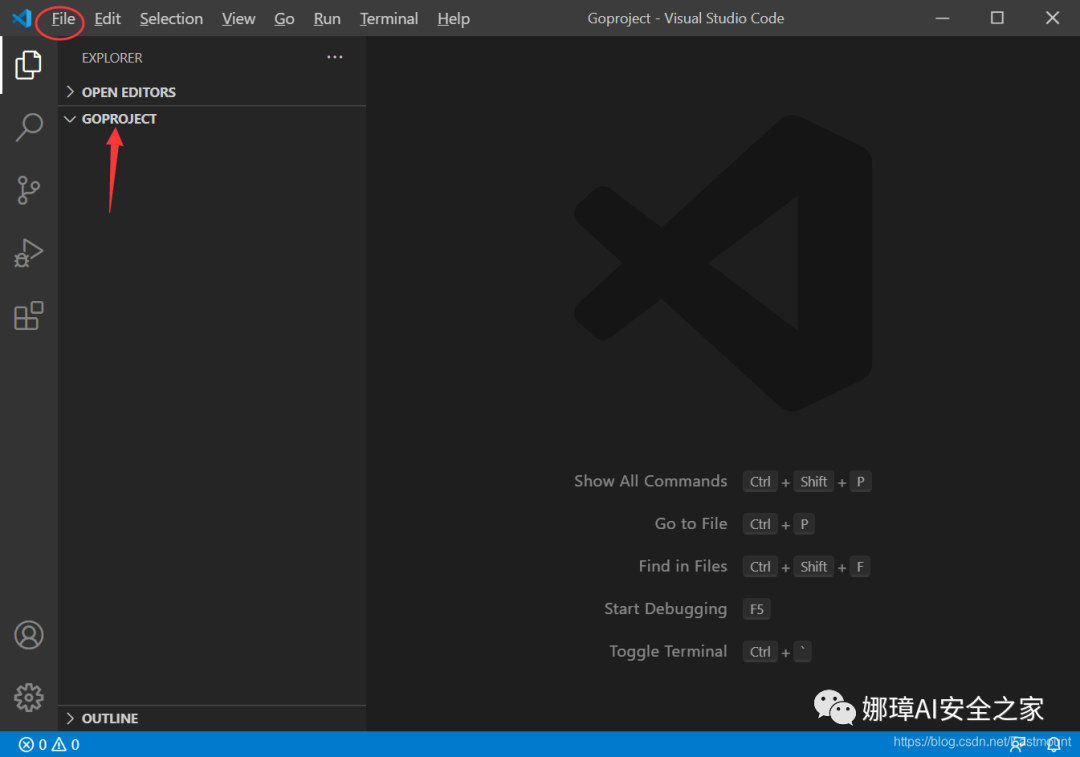 File Edit Selection View Go Run Terminal Help Goproject - Visual Studio Code
EXPLORER
OPEN EDITORS
GOPROJECT
Show All Commands Ctrl + Shift + P
Go to File Ctrl + P
Find in Files Ctrl + Shift + F
Start Debugging F5
Toggle Terminal Ctrl + `
娜璋AI安全之家
OUTLINE
0 0
https://blog.csdn.net/Eastmount